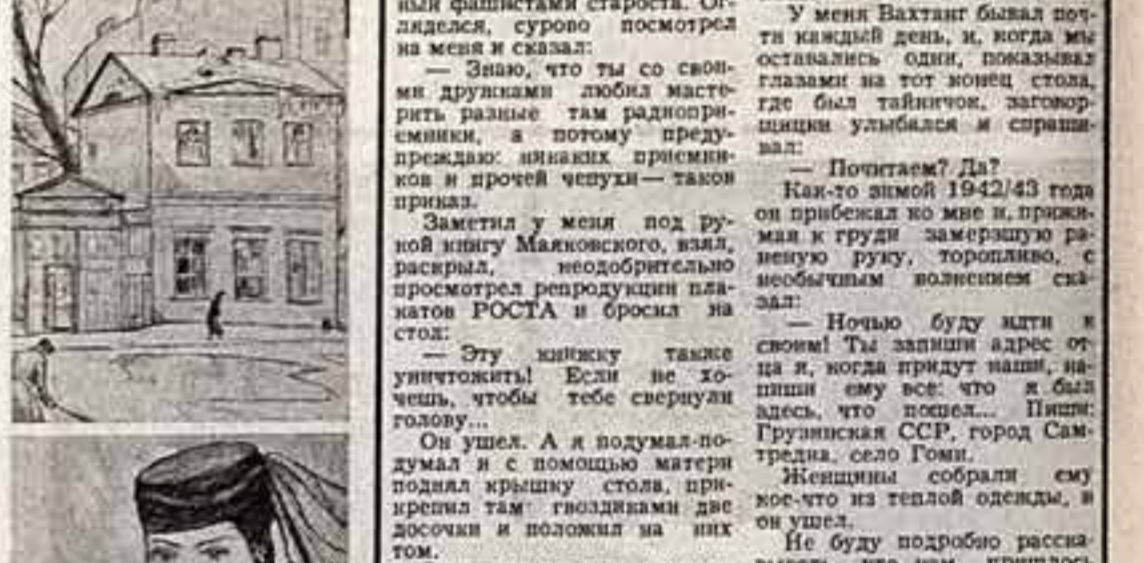 ный фашистами староста. Ог-
ляделся, сурово посмотрел
на меня и сказал:
— Знаю, что ты со свои-
ми дружками любил масте-
рить разные там радиопри-
емники, а потому преду-
преждаю: никаких приемни-
ков и прочей чепухи — таков
приказ.
Заметил у меня под ру-
кой книгу Маяковского, взял,
раскрыл, неодобрительно
просмотрел репродукции пла-
катов РОСТА и бросил на
стол:
— Эту книжку также
уничтожить! Если не хо-
чешь, чтобы тебе свернули
голову...
Он ушел. А я подумал-по-
думал и с помощью матери
поднял крышку стола, при-
крепил там гвоздиками две
досочки и положил на них
том.
У меня Вахтанг бывал поч-
ти каждый день, и, когда мы
оставались одни, показывал
глазами на тот конец стола,
где был тайничок, заговор-
щицки улыбался и спраши-
вал:
— Почитаем? Да?
Как-то зимой 1942/43 года
он прибежал ко мне и, прижи-
мая к груди замерзшую ра-
неную руку, торопливо, с
необычным волнением ска-
зал:
— Ночью буду идти к
своим! Ты запиши адрес от-
ца и, когда придут наши, на-
пиши ему все: что я был
здесь, что пошел... Пиши:
Грузинская ССР, город Сам-
тредиа, село Гоми.
Женщины собрали ему
кое-что из теплой одежды, и
он ушел.
Не буду подробно расска-